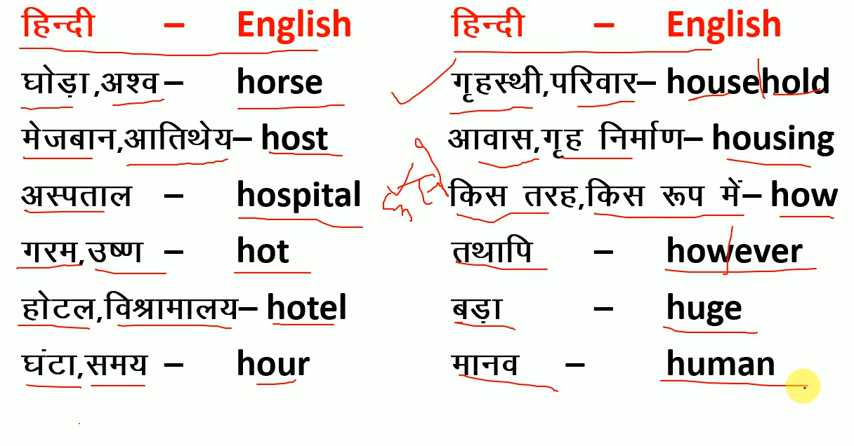 हिन्दी – English
घोड़ा,अश्व – horse
मेजबान,आतिथेय– host
अस्पताल – hospital
गरम,उष्ण – hot
होटल,विश्रामालय– hotel
घंटा,समय – hour
हिन्दी – English
गृहस्थी,परिवार– household
आवास,गृह निर्माण– housing
किस तरह,किस रूप में– how
तथापि – however
बड़ा – huge
मानव – human